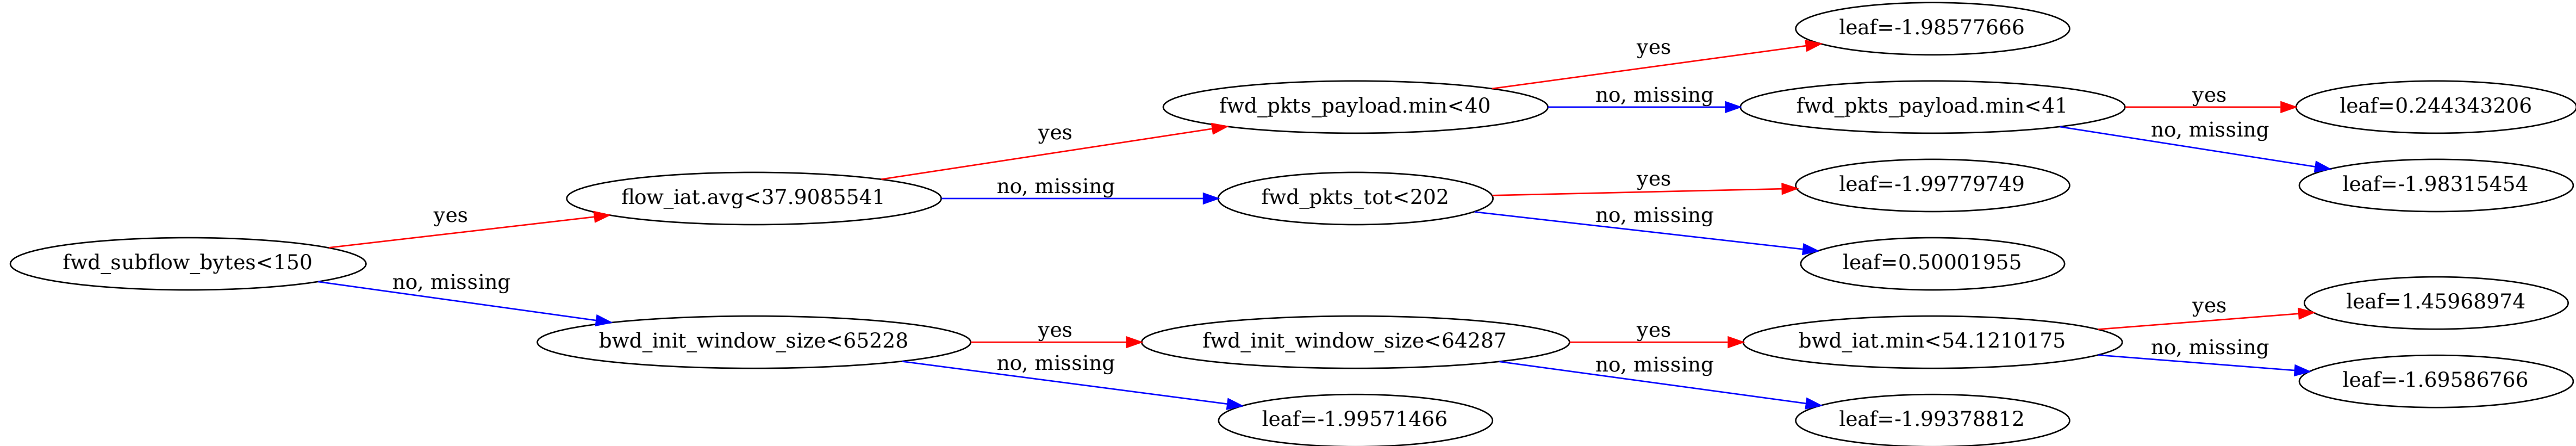 leaf=-1.98577666
yes
fwd_pkts_payload.min<40
no, missing
fwd_pkts_payload.min<41
yes
leaf=0.244343206
yes
no, missing
flow_iat.avg<37.9085541
no, missing
fwd_pkts_tot<202
yes
leaf=-1.99779749
leaf=-1.98315454
yes
no, missing
fwd_subflow_bytes<150
leaf=0.50001955
no, missing
yes
leaf=1.45968974
bwd_init_window_size<65228
yes
fwd_init_window_size<64287
yes
bwd_iat.min<54.1210175
no, missing
no, missing
no, missing
leaf=-1.69586766
leaf=-1.99571466
leaf=-1.99378812